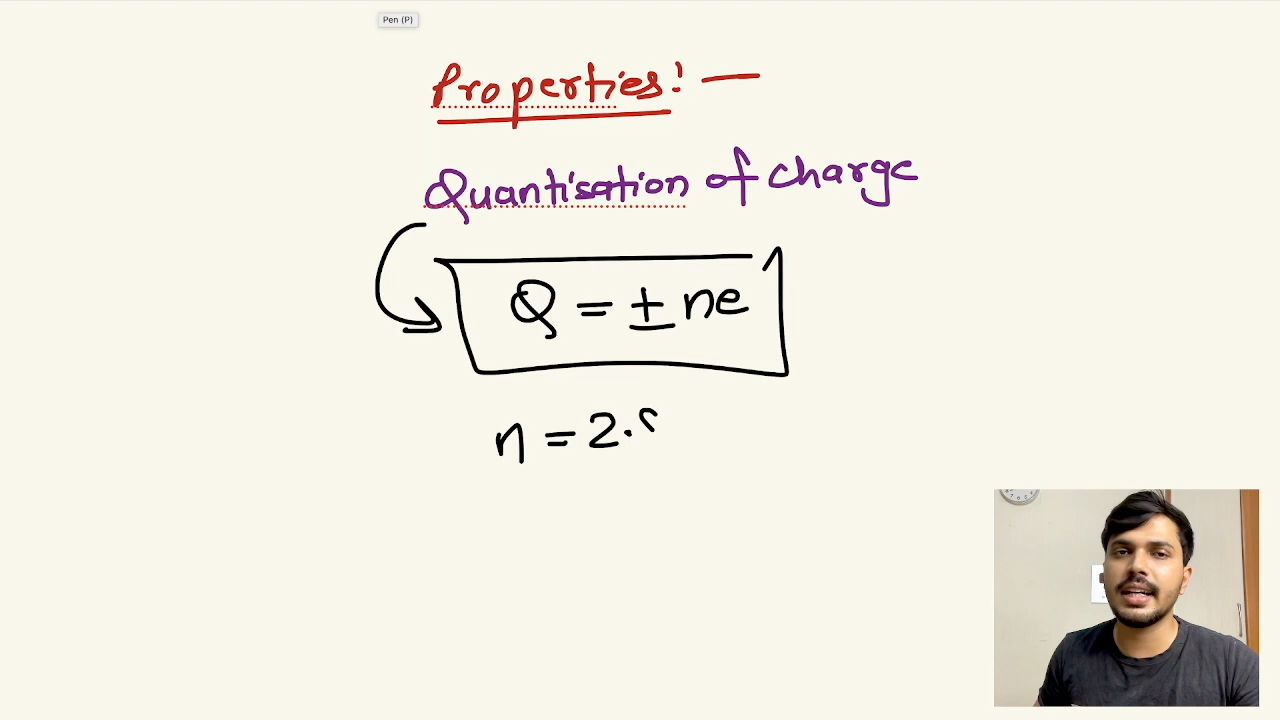 Pen (P)
Properties! —
Quantisation of charge
Q = ± ne
n = 2.